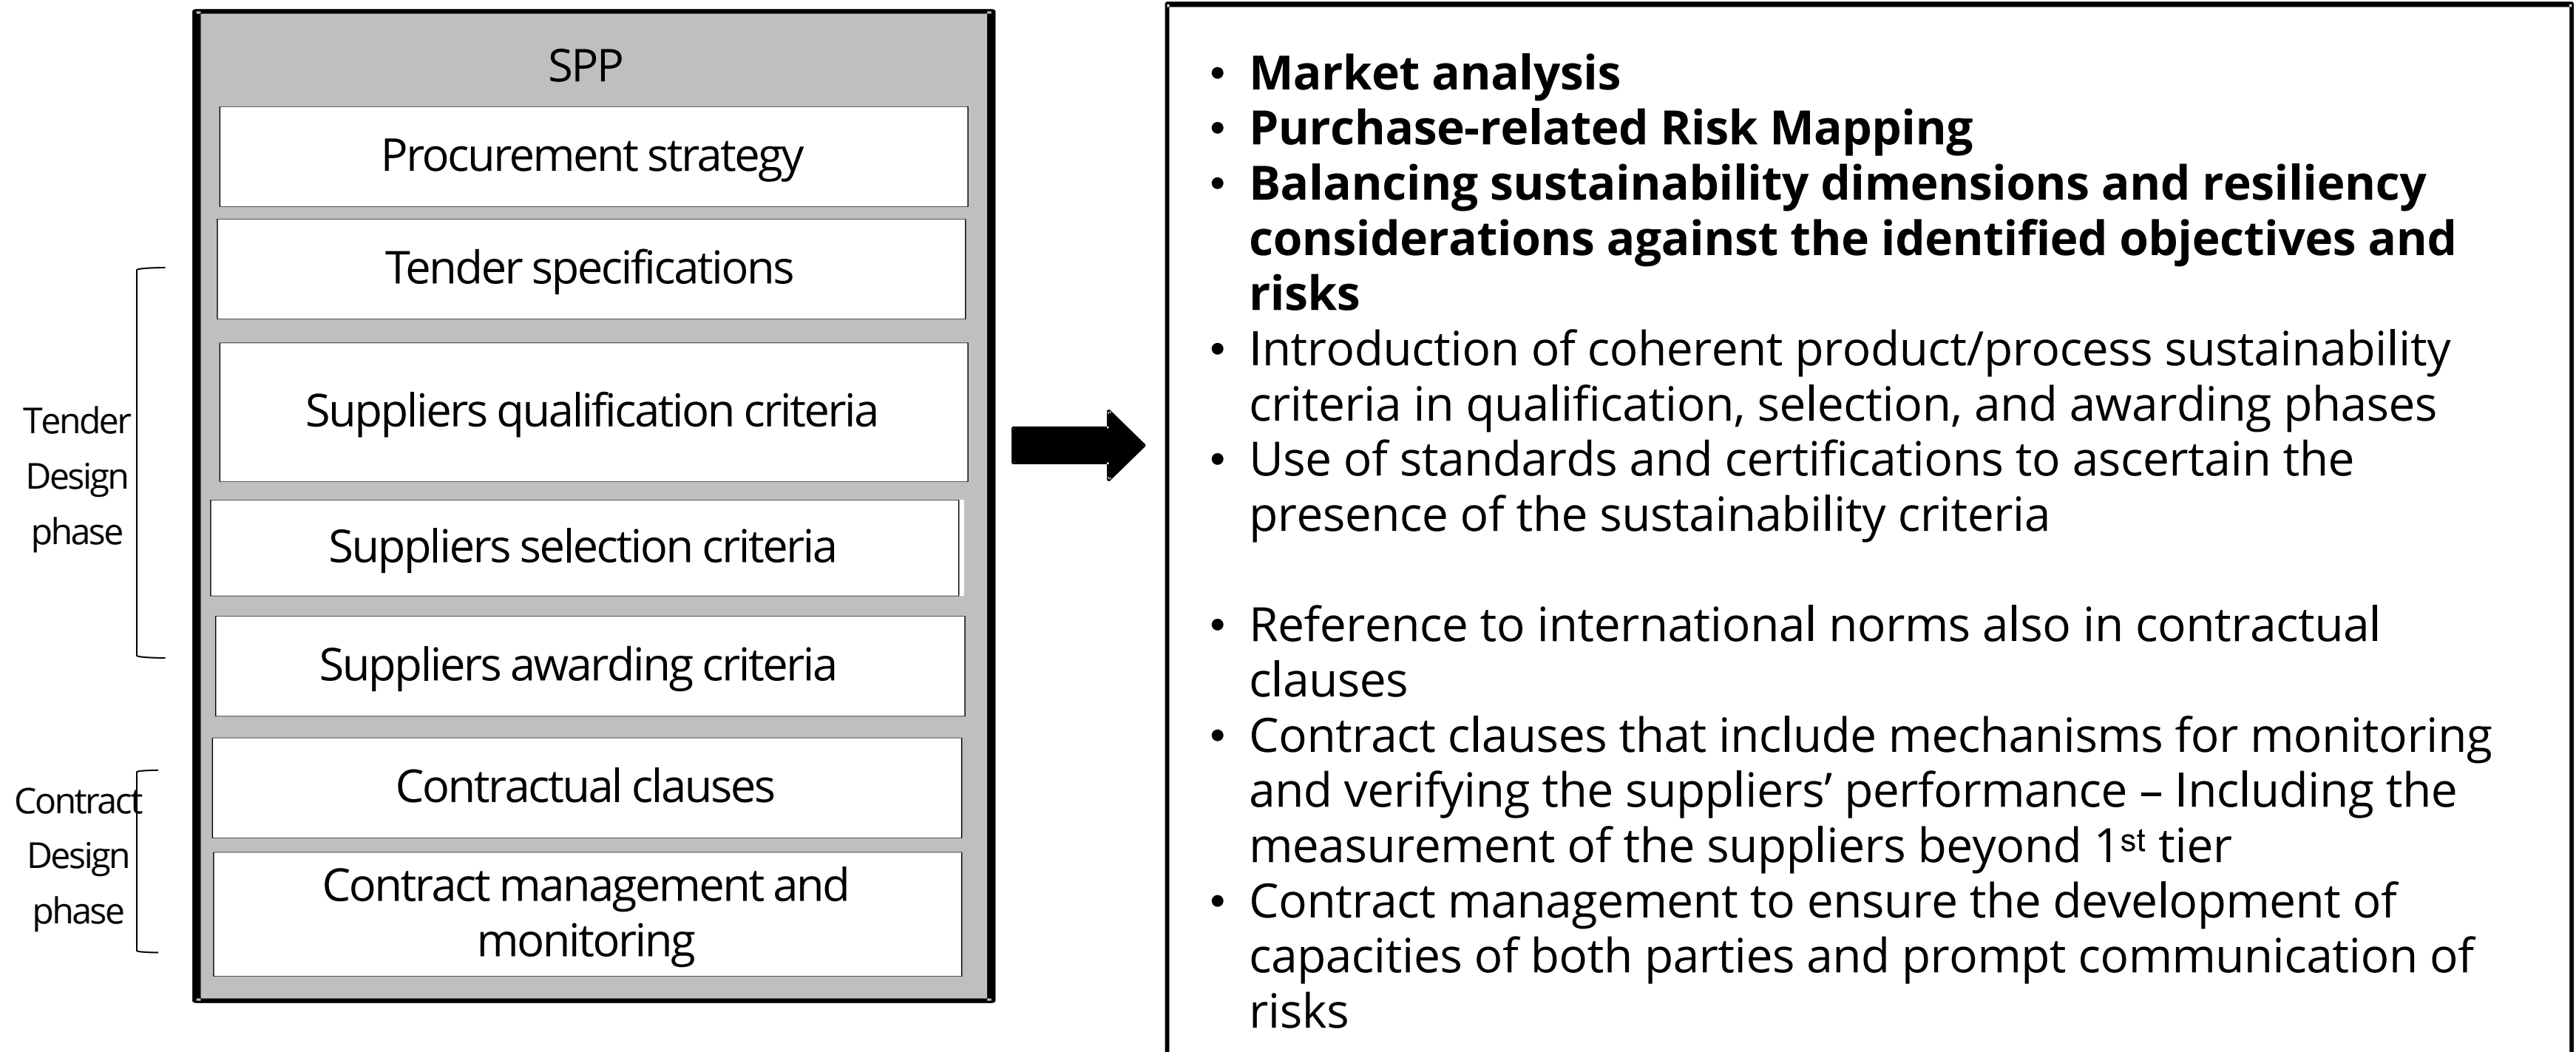 SPP
Procurement strategy
Tender specifications
Suppliers qualification criteria
Suppliers selection criteria
Suppliers awarding criteria
Contractual clauses
Contract management and
monitoring
Tender
Design
phase
Contract
Design
phase
• Market analysis
• Purchase-related Risk Mapping
• Balancing sustainability dimensions and resiliency
considerations against the identified objectives and
risks
• Introduction of coherent product/process sustainability
criteria in qualification, selection, and awarding phases
• Use of standards and certifications to ascertain the
presence of the sustainability criteria
• Reference to international norms also in contractual
clauses
• Contract clauses that include mechanisms for monitoring
and verifying the suppliers’ performance – Including the
measurement of the suppliers beyond 1st tier
• Contract management to ensure the development of
capacities of both parties and prompt communication of
risks